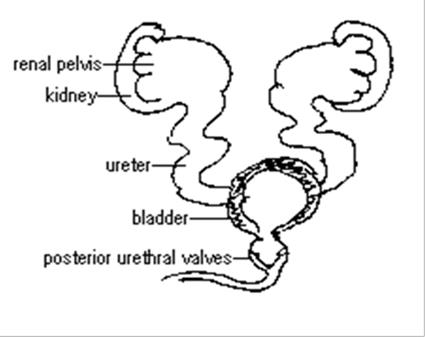 renal pelvis
kidney
ureter
bladder
posterior urethral valves